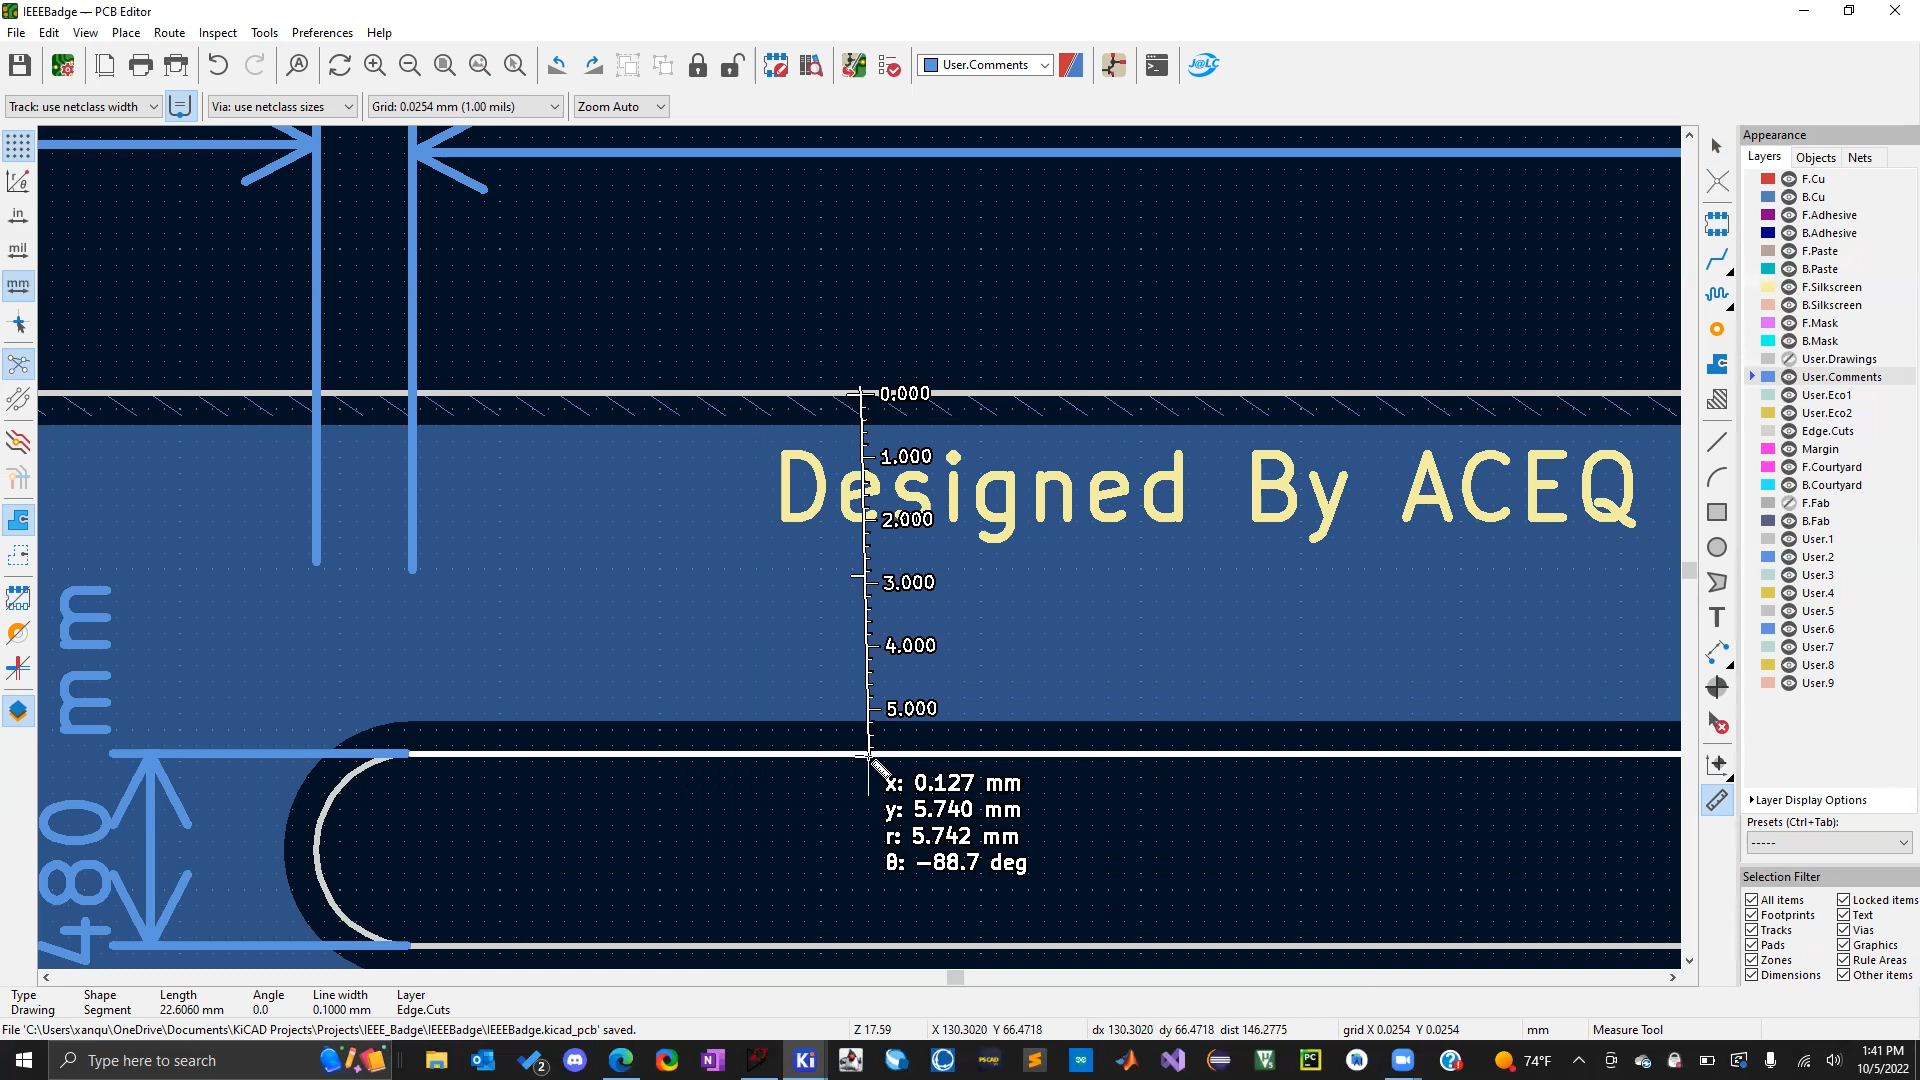 IEEEBadge — PCB Editor
File Edit View Place Route Inspect Tools Preferences Help
User.Comments
J@LC
Track: use netclass width
Via: use netclass sizes
Grid: 0.0254 mm (1.00 mils)
Zoom Auto
in
mil
mm
0.000
1.000
2.000
3.000
4.000
5.000
Designed By ACEQ
480 mm
x: 0.127 mm
y: 5.740 mm
r: 5.742 mm
θ: -88.7 deg
Appearance
Layers Objects Nets
F.Cu
B.Cu
F.Adhesive
B.Adhesive
F.Paste
B.Paste
F.Silkscreen
B.Silkscreen
F.Mask
B.Mask
User.Drawings
User.Comments
User.Eco1
User.Eco2
Edge.Cuts
Margin
F.Courtyard
B.Courtyard
F.Fab
B.Fab
User.1
User.2
User.3
User.4
User.5
User.6
User.7
User.8
User.9
Layer Display Options
Presets (Ctrl+Tab):
-----
Selection Filter
All items Locked items
Footprints Text
Tracks Vias
Pads Graphics
Zones Rule Areas
Dimensions Other items
Type Shape Length Angle Line width Layer
Drawing Segment 22.6060 mm 0.0 0.1000 mm Edge.Cuts
File 'C:\Users\xanqu\OneDrive\Documents\KiCAD Projects\Projects\IEEE_Badge\IEEEBadge\IEEEBadge.kicad_pcb' saved.
Z 17.59
X 130.3020 Y 66.4718
dx 130.3020 dy 66.4718 dist 146.2775
grid X 0.0254 Y 0.0254
mm
Measure Tool
Type here to search
2
Ki
PSCAD
PC
74°F
1:41 PM
10/5/2022